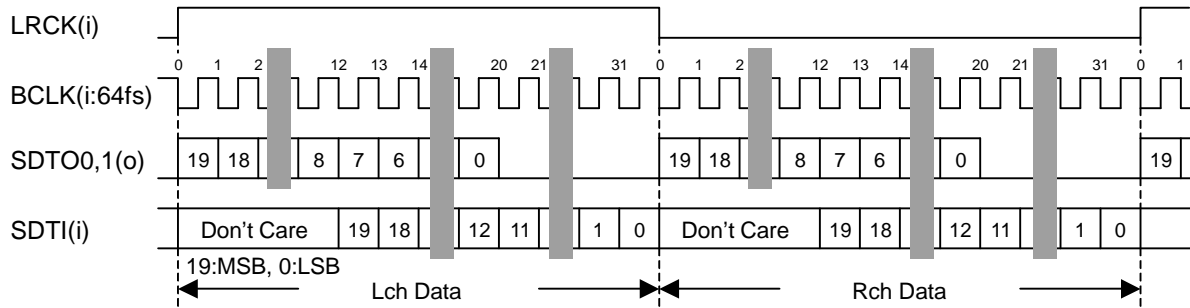 LRCK(i)
0 1 2 12 13 14 20 21 31 0 1 2 12 13 14 20 21 31 0 1
BCLK(i:64fs)
SDTO0,1(o) 19 18 8 7 6 0 19 18 8 7 6 0 19
SDTI(i) Don't Care 19 18 12 11 1 0 Don't Care 19 18 12 11 1 0
19:MSB, 0:LSB
Lch Data Rch Data